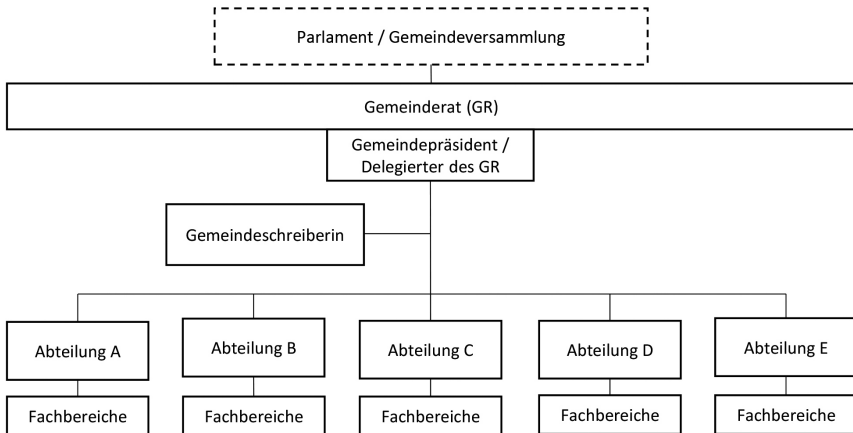 Parlament / Gemeindeversammlung
Gemeinderat (GR)
Gemeindepräsident /
Delegierter des GR
Gemeindeschreiberin
Abteilung A
Abteilung B
Abteilung C
Abteilung D
Abteilung E
Fachbereiche
Fachbereiche
Fachbereiche
Fachbereiche
Fachbereiche